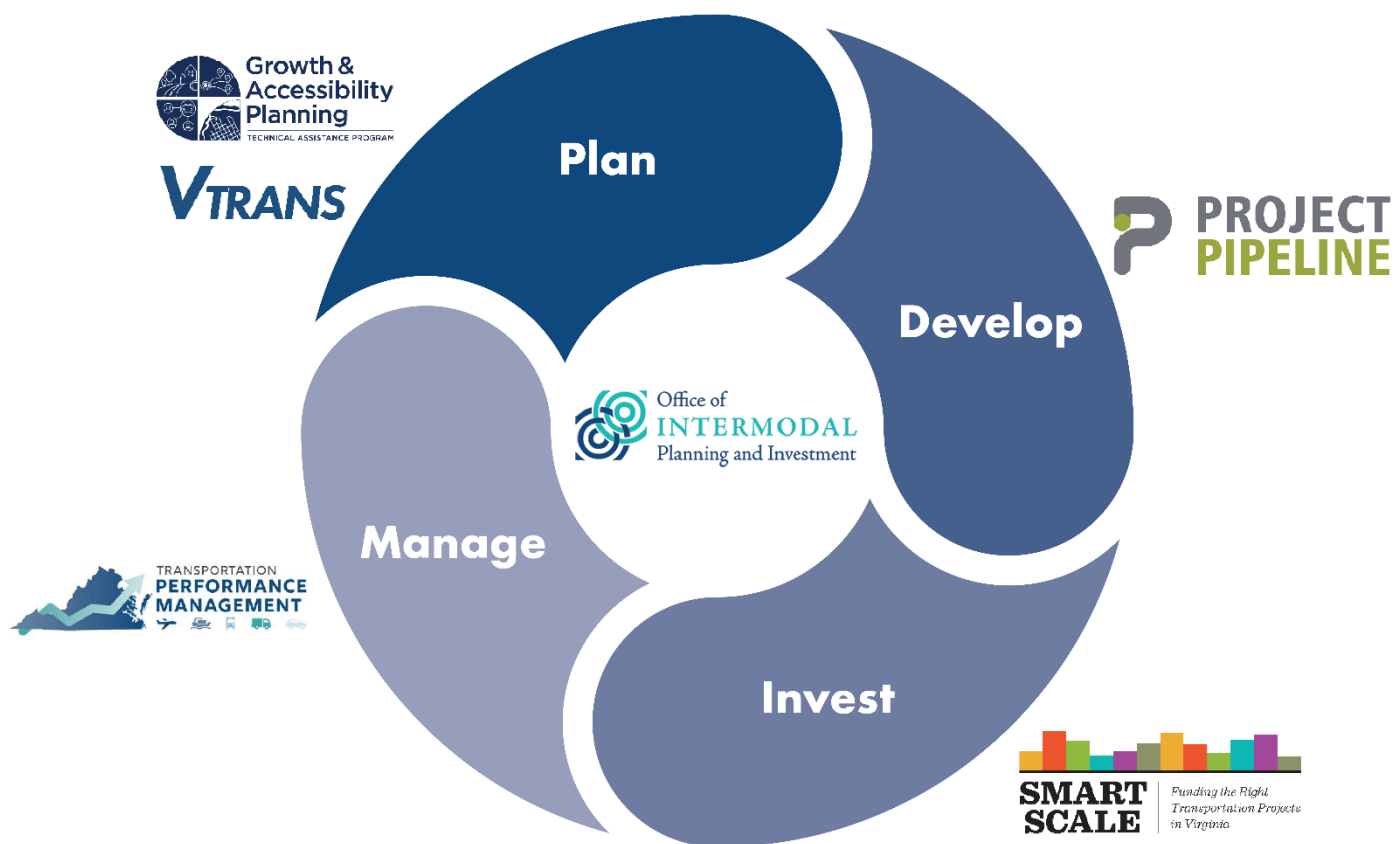 Growth &
Accessibility
Planning
TECHNICAL ASSISTANCE PROGRAM
VTRANS
Plan
PROJECT
PIPELINE
Develop
Office of
INTERMODAL
Planning and Investment
Manage
TRANSPORTATION
PERFORMANCE
MANAGEMENT
Invest
SMART
SCALE
Funding the Right
Transportation Projects
in Virginia